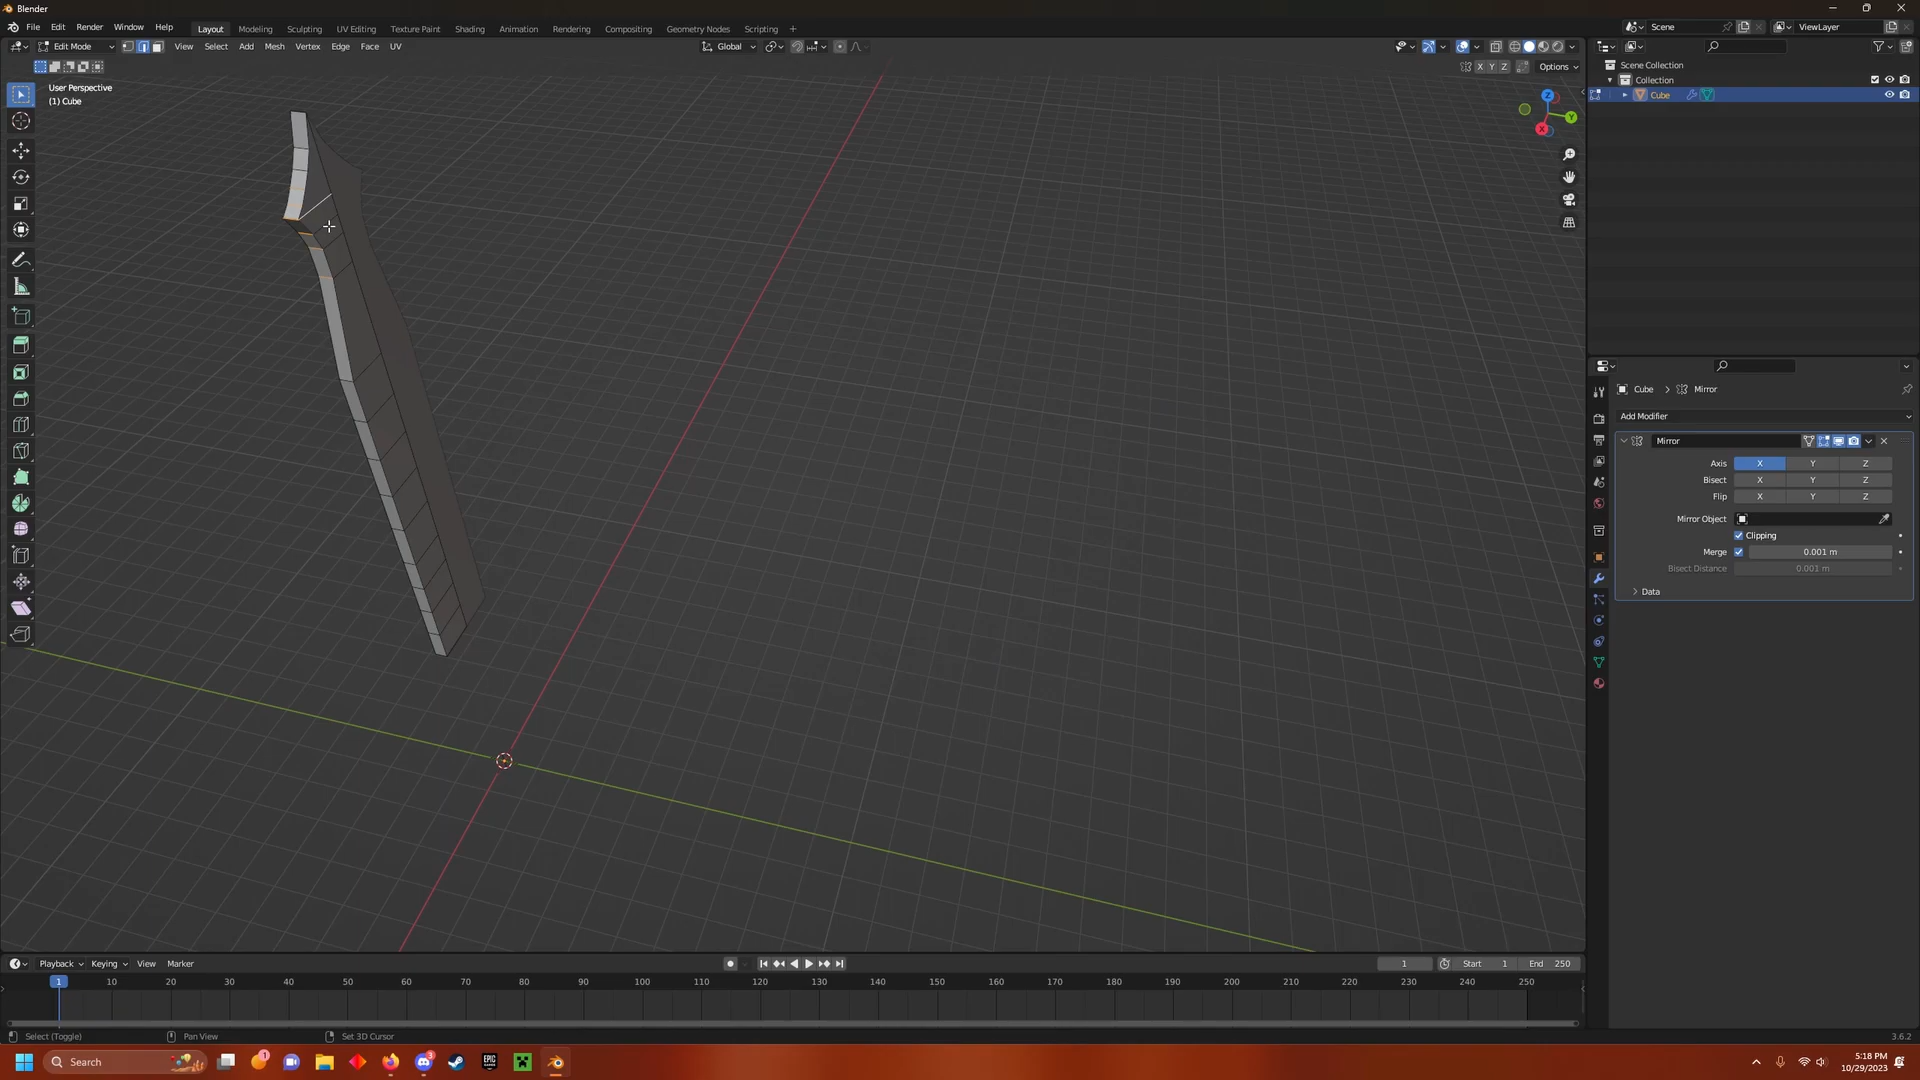 Blender
File Edit Render Window Help Layout Modeling Sculpting UV Editing Texture Paint Shading Animation Rendering Compositing Geometry Nodes Scripting + Scene ViewLayer
Edit Mode View Select Add Mesh Vertex Edge Face UV Global
X Y Z Options
User Perspective
(1) Cube
Z
Y
X
Scene Collection
Collection
Cube
Cube > Mirror
Add Modifier
Mirror
Axis X Y Z
Bisect X Y Z
Flip X Y Z
Mirror Object
Clipping
Merge 0.001 m
Bisect Distance 0.001 m
Data
Playback Keying View Marker 1 Start 1 End 250
1 10 20 30 40 50 60 70 80 90 100 110 120 130 140 150 160 170 180 190 200 210 220 230 240 250
Select (Toggle) Pan View Set 3D Cursor 3.6.2
Search 1 3 EPIC GAMES 5:18 PM
10/29/2023